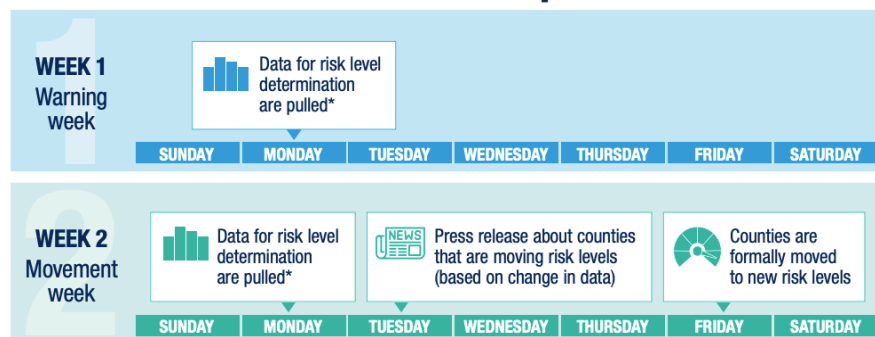 1
WEEK 1
Warning
week
Data for risk level
determination
are pulled*
SUNDAY MONDAY TUESDAY WEDNESDAY THURSDAY FRIDAY SATURDAY
2
WEEK 2
Movement
week
Data for risk level
determination
are pulled*
NEWS
Press release about counties
that are moving risk levels
(based on change in data)
Counties are
formally moved
to new risk levels
SUNDAY MONDAY TUESDAY WEDNESDAY THURSDAY FRIDAY SATURDAY